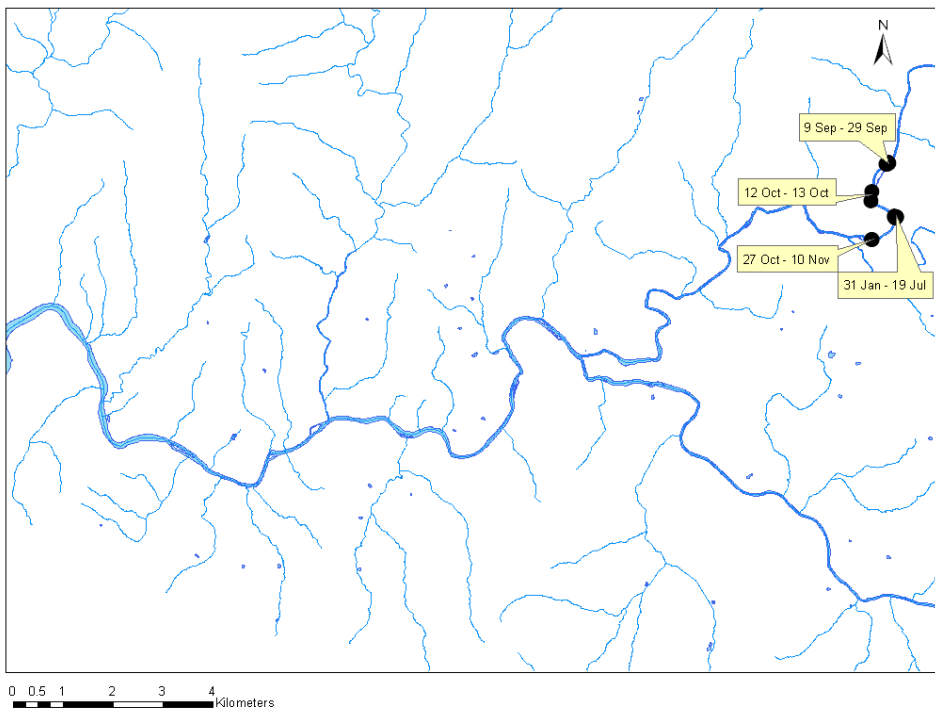 N
9 Sep - 29 Sep
12 Oct - 13 Oct
27 Oct - 10 Nov
31 Jan - 19 Jul
0 0.5 1 2 3 4
Kilometers